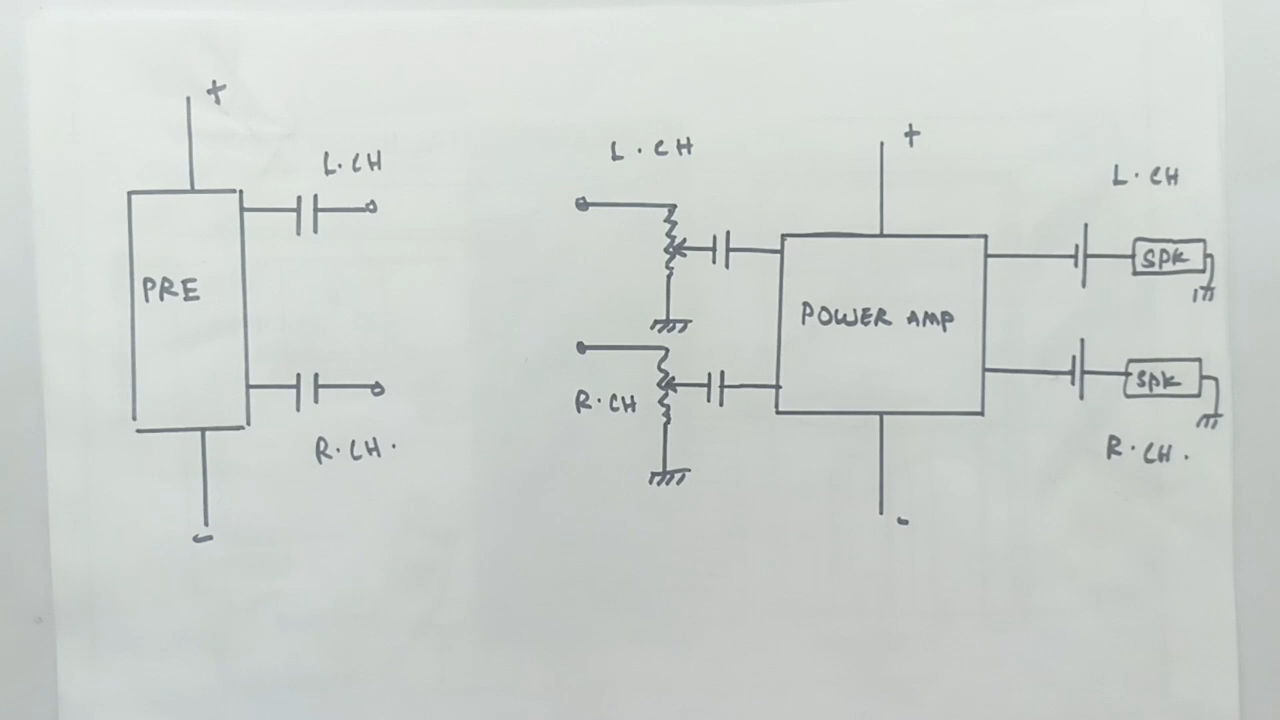 +
L.CH
PRE
R.CH.
-
L.CH
R.CH
+
POWER AMP
-
L.CH
SPK
SPK
R.CH.